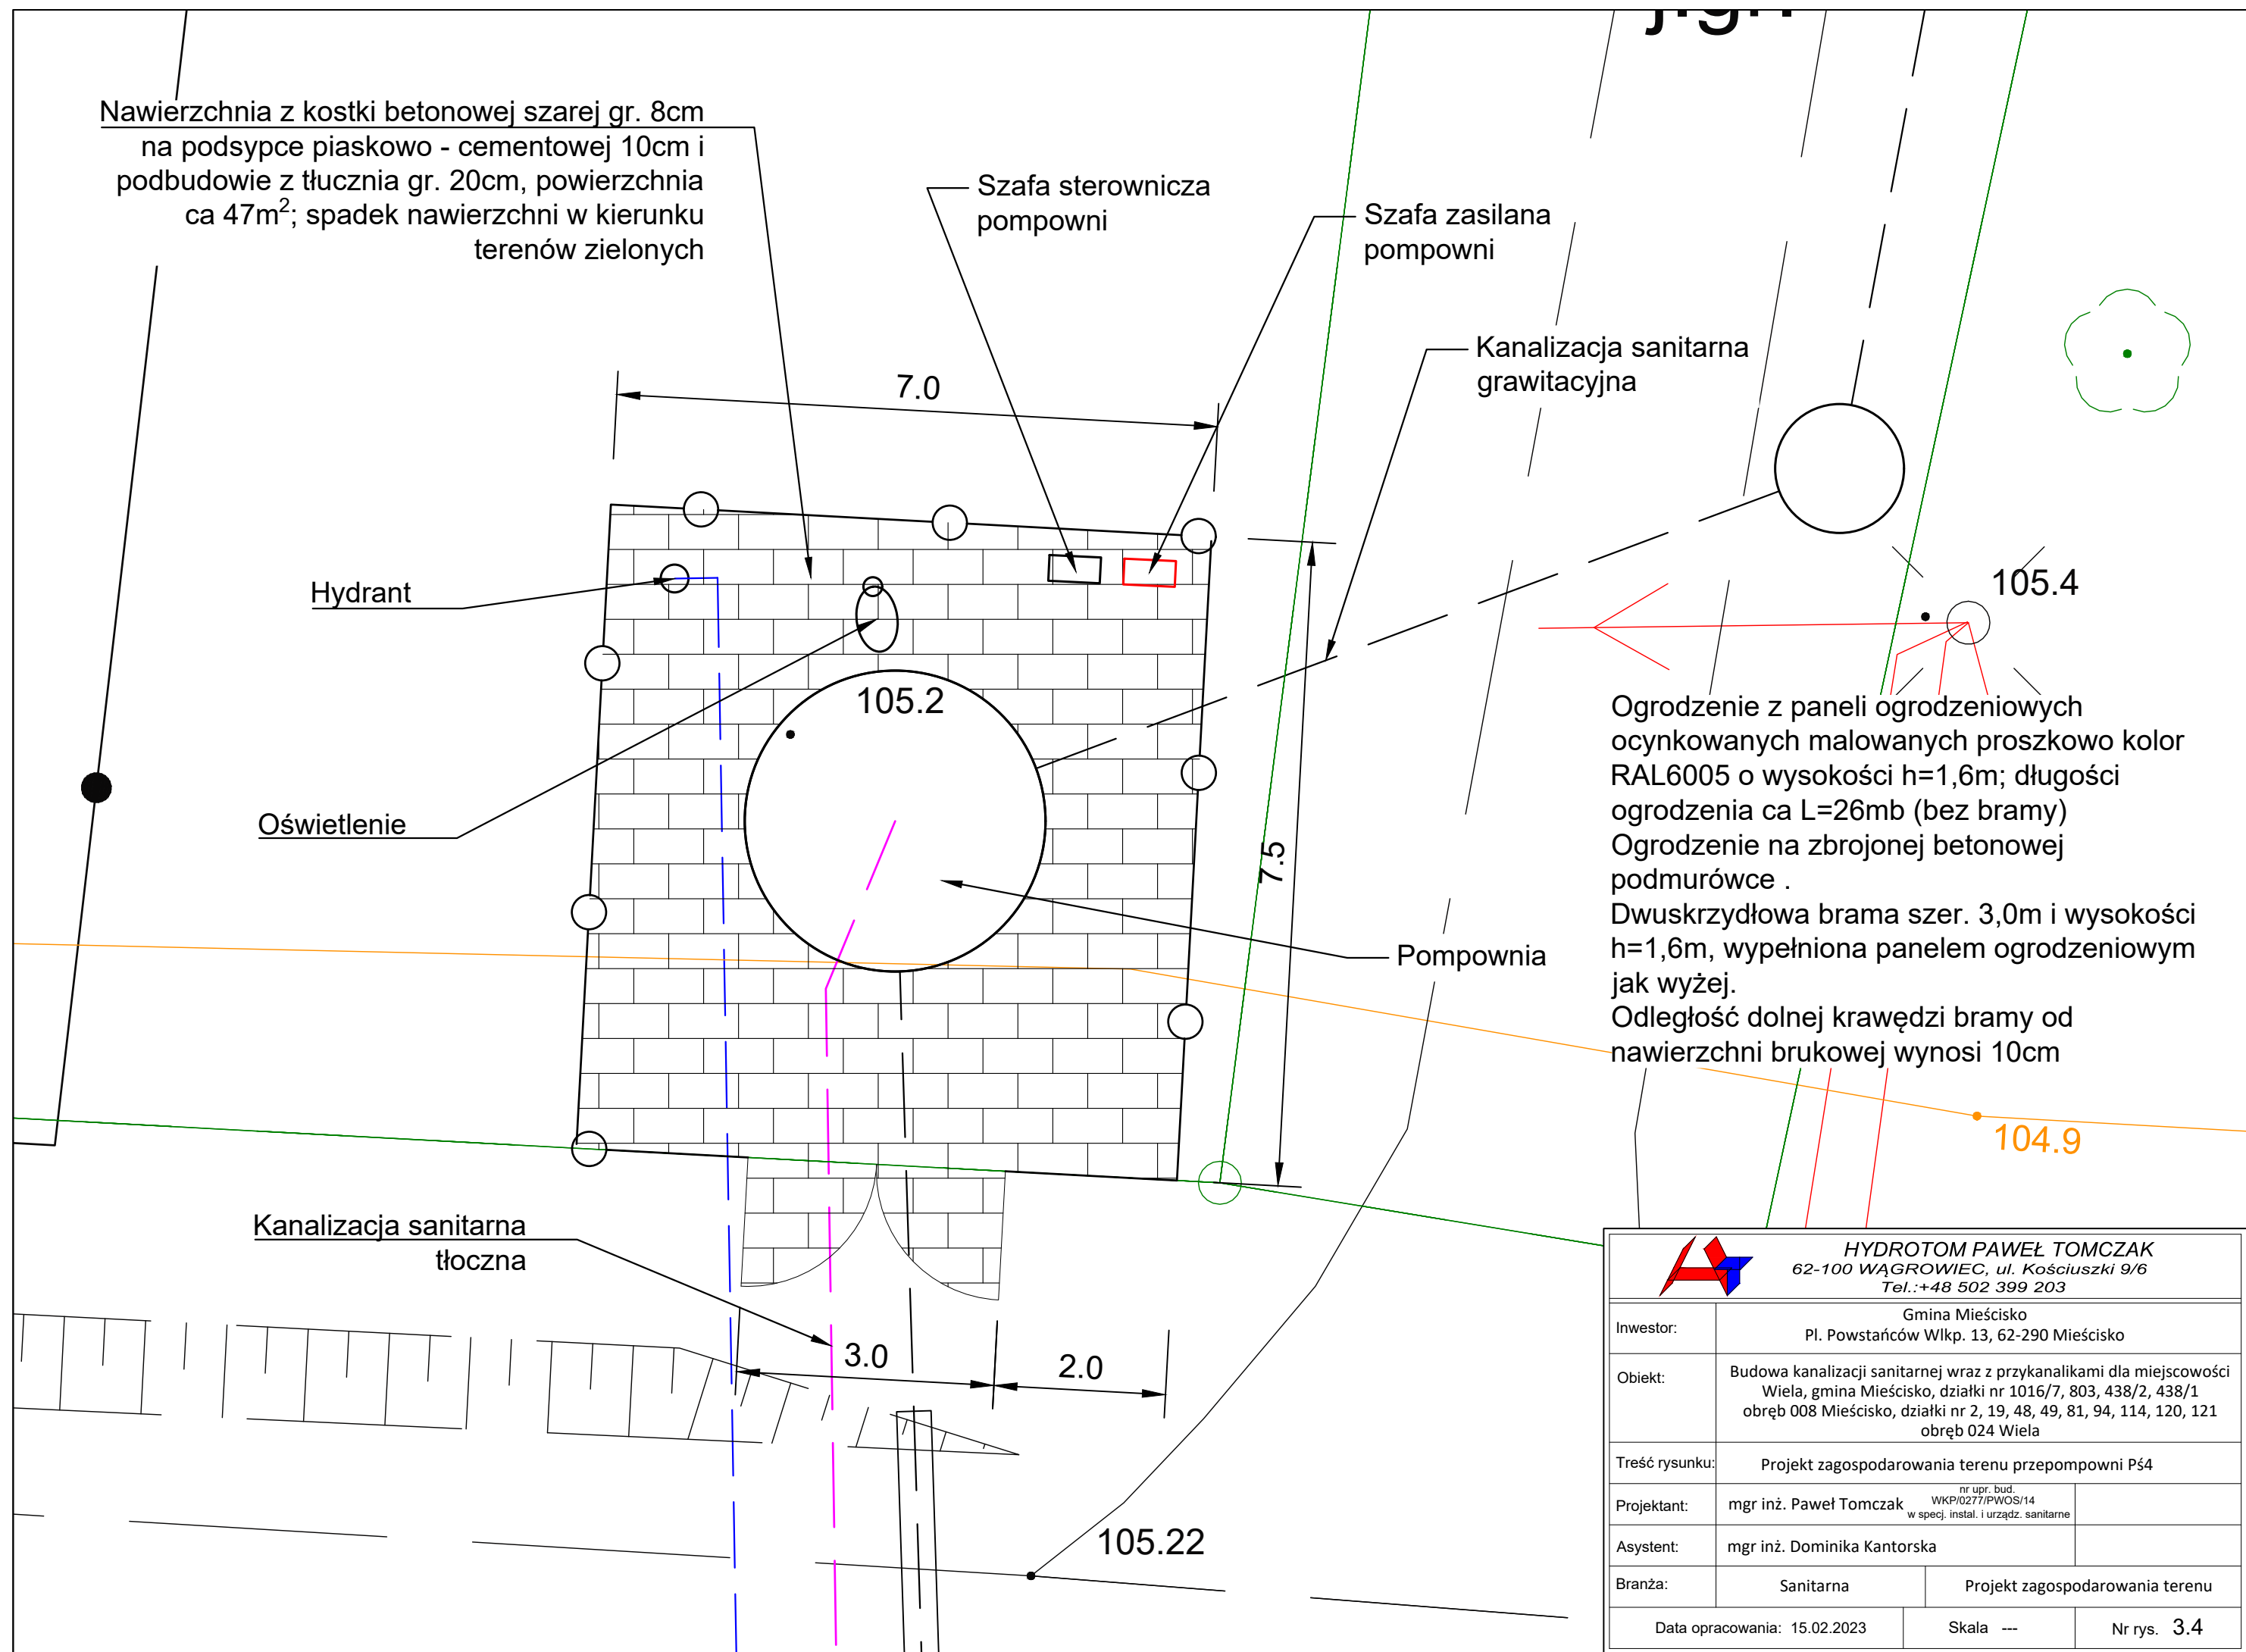 Nawierzchnia z kostki betonowej szarej gr. 8cm
na podsypce piaskowo - cementowej 10cm i
podbudowie z tłucznia gr. 20cm, powierzchnia
ca 47m²; spadek nawierzchni w kierunku
terenów zielonych
Szafa sterownicza
pompowni
Szafa zasilana
pompowni
Kanalizacja sanitarna
grawitacyjna
7.0
Hydrant
105.4
105.2
Oświetlenie
7.5
Pompownia
Ogrodzenie z paneli ogrodzeniowych
ocynkowanych malowanych proszkowo kolor
RAL6005 o wysokości h=1,6m; długości
ogrodzenia ca L=26mb (bez bramy)
Ogrodzenie na zbrojonej betonowej
podmurówce .
Dwuskrzydłowa brama szer. 3,0m i wysokości
h=1,6m, wypełniona panelem ogrodzeniowym
jak wyżej.
Odległość dolnej krawędzi bramy od
nawierzchni brukowej wynosi 10cm
104.9
Kanalizacja sanitarna
tłoczna
3.0
2.0
105.22
HYDROTOM PAWEŁ TOMCZAK
62-100 WĄGROWIEC, ul. Kościuszki 9/6
Tel.:+48 502 399 203
Inwestor:
Gmina Mieścisko
Pl. Powstańców Wlkp. 13, 62-290 Mieścisko
Obiekt:
Budowa kanalizacji sanitarnej wraz z przykanalikami dla miejscowości
Wiela, gmina Mieścisko, działki nr 1016/7, 803, 438/2, 438/1
obręb 008 Mieścisko, działki nr 2, 19, 48, 49, 81, 94, 114, 120, 121
obręb 024 Wiela
Treść rysunku:
Projekt zagospodarowania terenu przepompowni Pś4
Projektant:
mgr inż. Paweł Tomczak
nr upr. bud.
WKP/0277/PWOS/14
w specj. instal. i urządz. sanitarne
Asystent:
mgr inż. Dominika Kantorska
Branża:
Sanitarna
Projekt zagospodarowania terenu
Data opracowania: 15.02.2023
Skala ---
Nr rys. 3.4